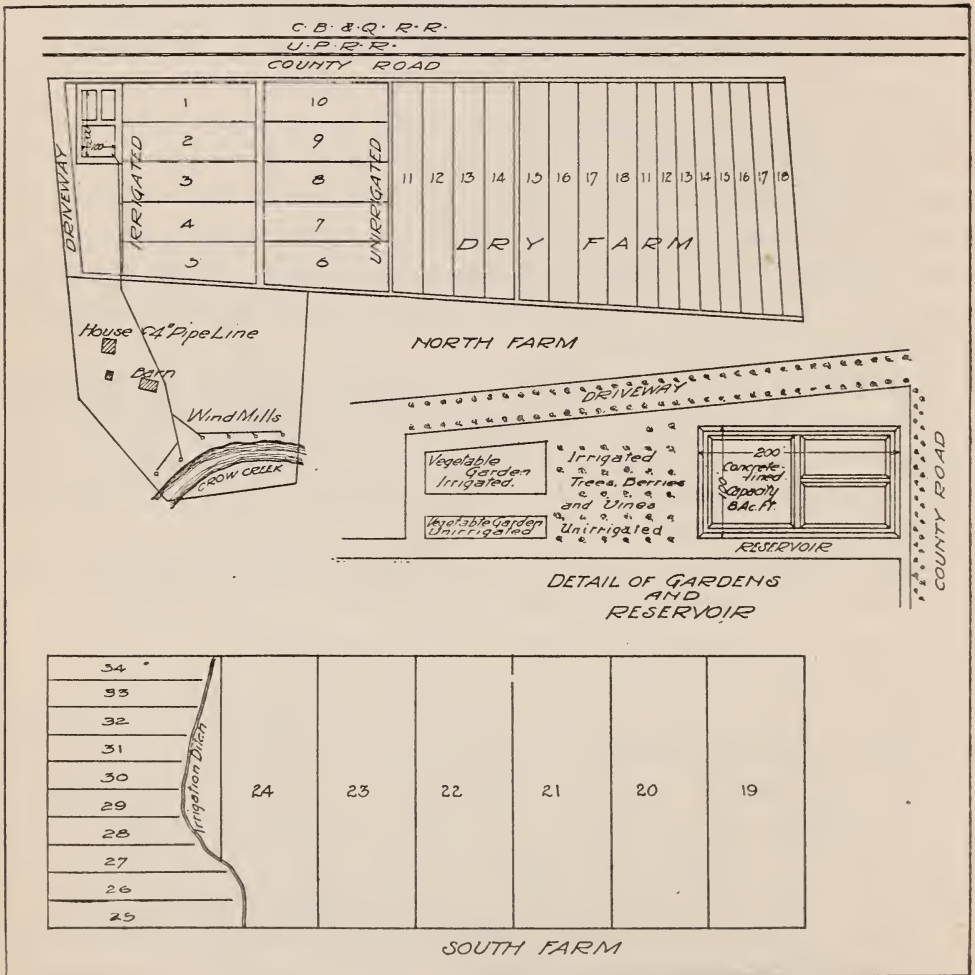 C. B. & Q. R. R.
U. P. R. R.
COUNTY ROAD
DRIVEWAY
IRRIGATED
1
2
3
4
5
10
9
8
7
6
UNIRRIGATED
11 12 13 14 15 16 17 18 11 12 13 14 15 16 17 18
DRY FARM
House
4" Pipe Line
Barn
Wind Mills
CROW CREEK
NORTH FARM
DRIVEWAY
Vegetable
Garden
Irrigated.
Vegetable Garden
Unirrigated
Irrigated
Trees, Berries
and Vines
Unirrigated
200'
100'
Concrete-
lined
Capacity
8 Ac. Ft.
RESERVOIR
COUNTY ROAD
DETAIL OF GARDENS
AND
RESERVOIR
34
33
32
31
30
29
28
27
26
25
Irrigation Ditch
24 23 22 21 20 19
SOUTH FARM